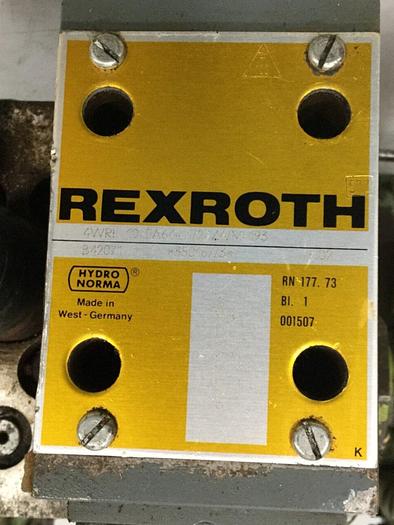 REXROTH
HYDRO
NORMA
®
Made in
West - Germany
RN 177. 73
Bl. 1
001507
K